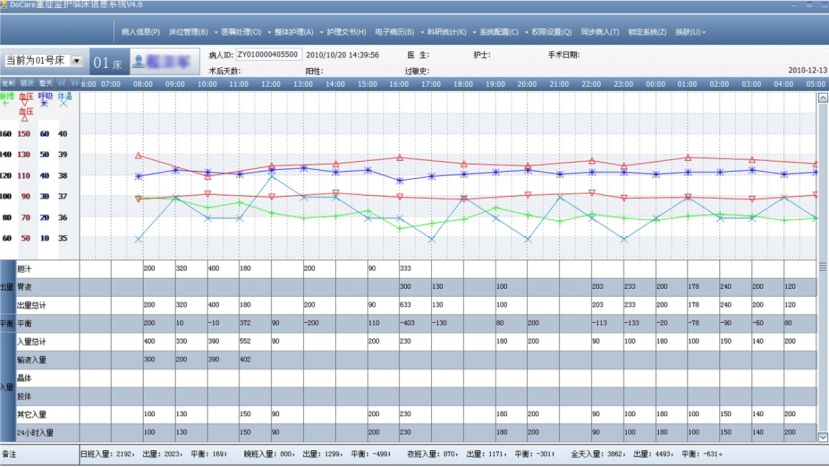 DoCare重症监护临床信息系统V4.0
病人信息(P) 床位管理(B) 医嘱处理(O) 整体护理(A) 护理文书(H) 电子病历(B) 科研统计(K) 系统配置(C) 权限设置(Q) 同步病人(T) 锁定系统(Z) 换肤(U)
当前为01号床 01床 病人ID: ZY010000405500 2010/10/20 14:39:56 医 生: 护士: 手术日期:
术后天数: 阳性: 过敏史: 2010-12-13
定制 班次 整天 << >> 6:00 07:00 08:00 09:00 10:00 11:00 12:00 13:00 14:00 15:00 16:00 17:00 18:00 19:00 20:00 21:00 22:00 23:00 00:00 01:00 02:00 03:00 04:00 05:00
脉搏 血压 呼吸 体温
血压
160 150 60 40
140 130 50 39
120 110 40 38
100 90 30 37
80 70 20 36
60 50 10 35
胆汁 200 320 400 180 200 90 333
出量 胃液 300 130 100 203 233 200 178 240 200 120
出量总计 200 320 400 180 200 90 633 130 100 203 233 200 178 240 200 120
平衡 平衡 200 10 -10 372 90 -200 110 -403 -130 80 200 -113 -133 -20 -78 -90 -60 80
入量总计 400 330 390 552 90 200 230 180 200 90 100 180 100 150 140 200
输液入量 300 200 390 402
晶体
入量 胶体
其它入量 100 130 150 90 200 230 180 200 90 100 180 100 150 140 200
24小时入量 100 130 150 90 200 230 180 200 90 100 180 100 150 140 200
备注 日班入量: 2192, 出量: 2023, 平衡: 169; 晚班入量: 800, 出量: 1299, 平衡: -499; 夜班入量: 870, 出量: 1171, 平衡: -301; 全天入量: 3862, 出量: 4493, 平衡: -631。